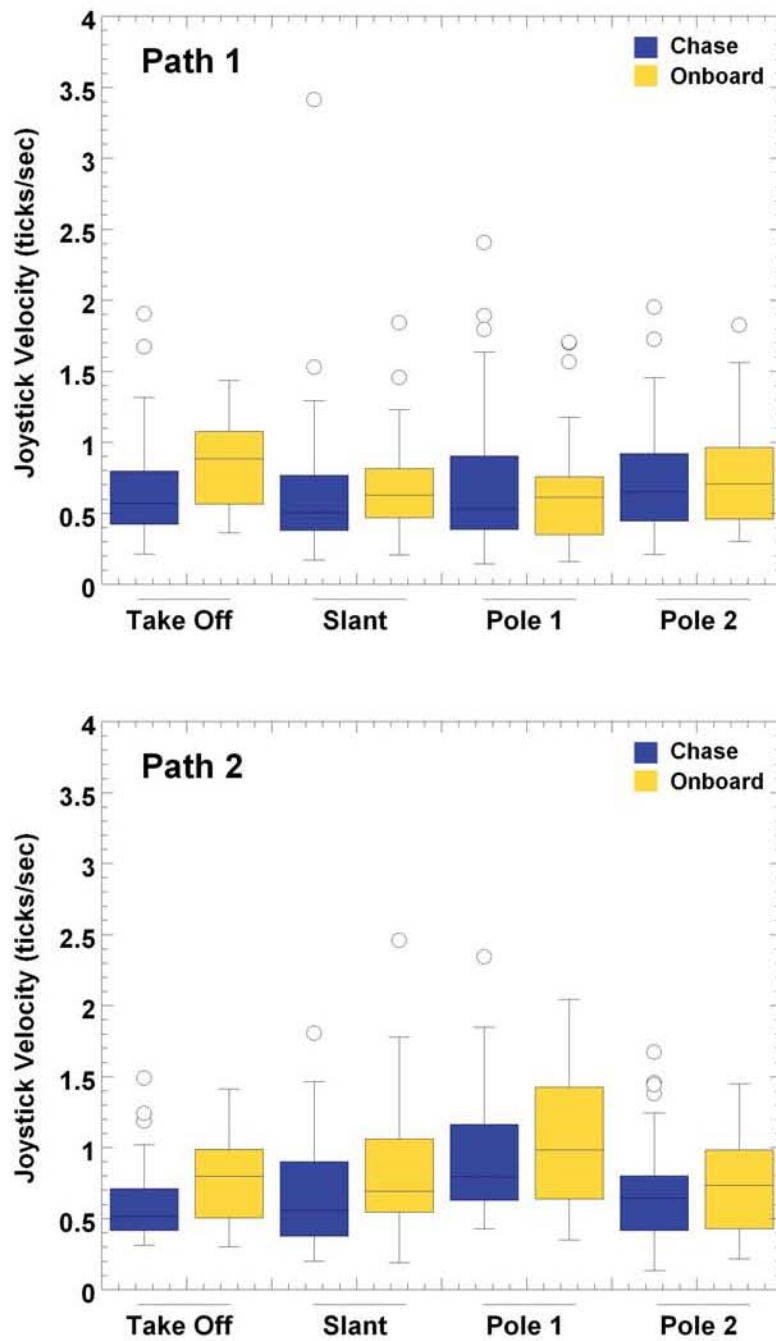 4
Path 1
Chase
Onboard
3.5
3
2.5
2
1.5
1
0.5
0
Joystick Velocity (ticks/sec)
Take Off
Slant
Pole 1
Pole 2
4
Path 2
Chase
Onboard
3.5
3
2.5
2
1.5
1
0.5
0
Joystick Velocity (ticks/sec)
Take Off
Slant
Pole 1
Pole 2